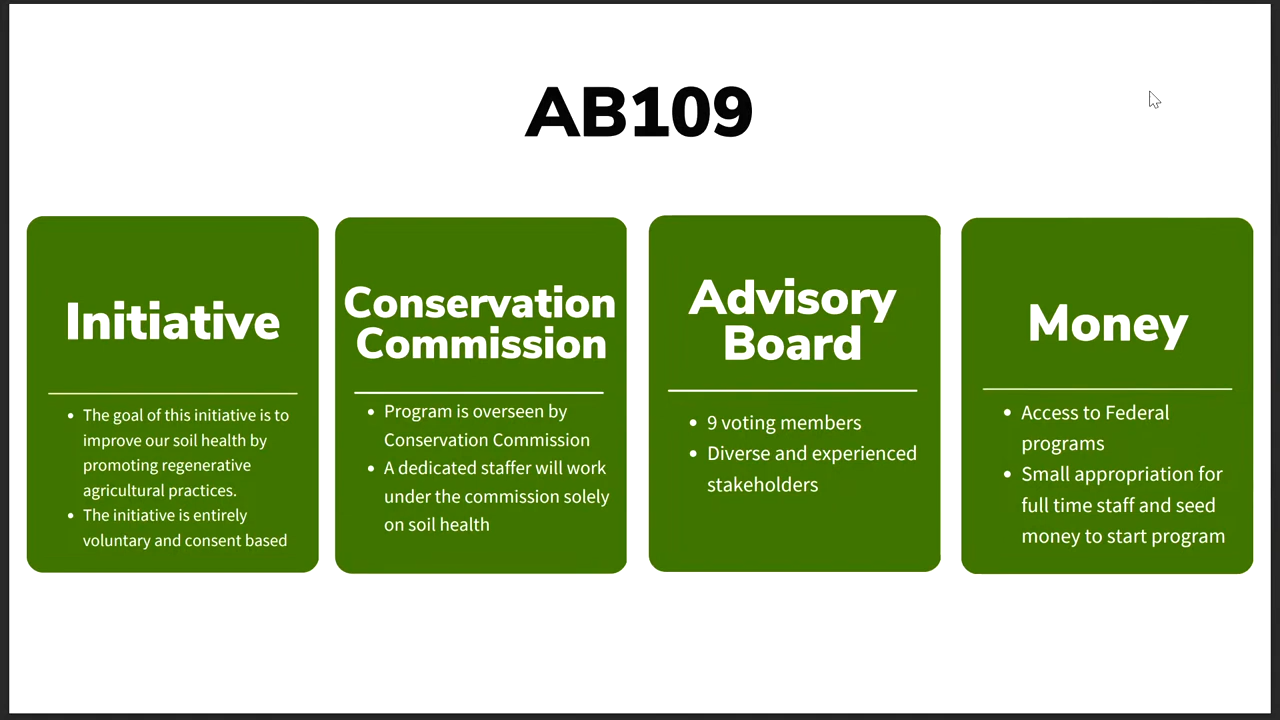 AB109
Initiative
• The goal of this initiative is to
improve our soil health by
promoting regenerative
agricultural practices.
• The initiative is entirely
voluntary and consent based
Conservation
Commission
• Program is overseen by
Conservation Commission
• A dedicated staffer will work
under the commission solely
on soil health
Advisory
Board
• 9 voting members
• Diverse and experienced
stakeholders
Money
• Access to Federal
programs
• Small appropriation for
full time staff and seed
money to start program